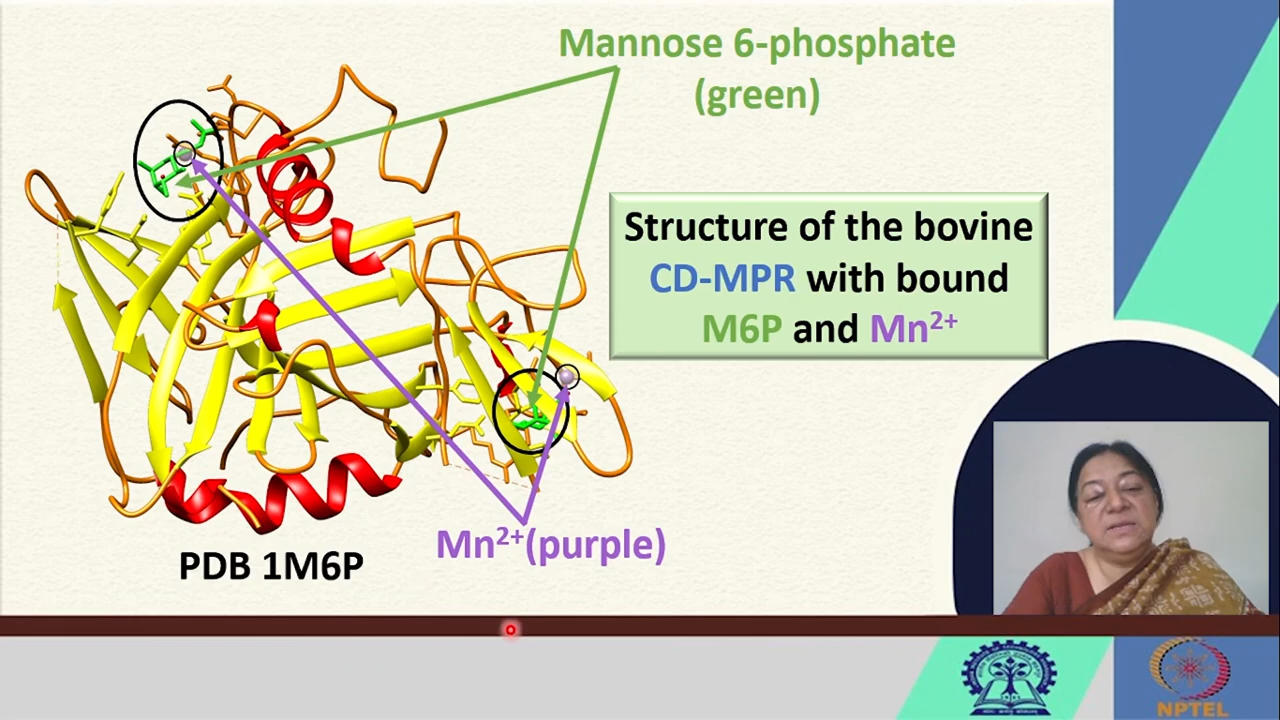 Mannose 6-phosphate
(green)
Structure of the bovine
CD-MPR with bound
M6P and Mn²⁺
Mn²⁺(purple)
PDB 1M6P
NPTEL